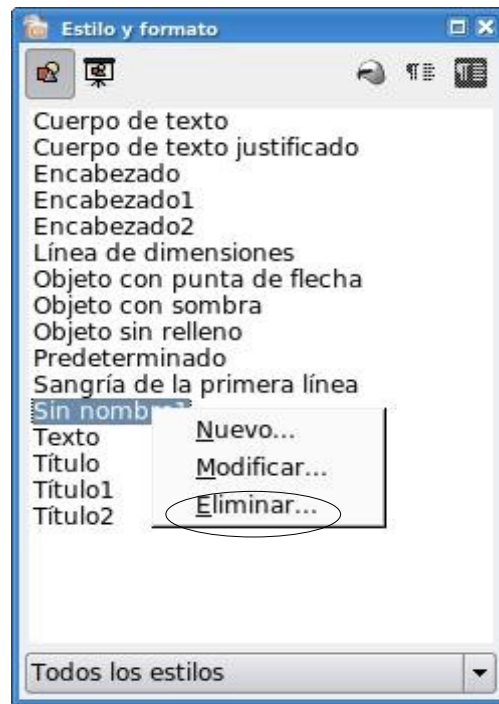 Estilo y formato
Cuerpo de texto
Cuerpo de texto justificado
Encabezado
Encabezado1
Encabezado2
Línea de dimensiones
Objeto con punta de flecha
Objeto con sombra
Objeto sin relleno
Predeterminado
Sangría de la primera línea
Sin nombre1
Texto
Título
Título1
Título2
Nuevo...
Modificar...
Eliminar...
Todos los estilos